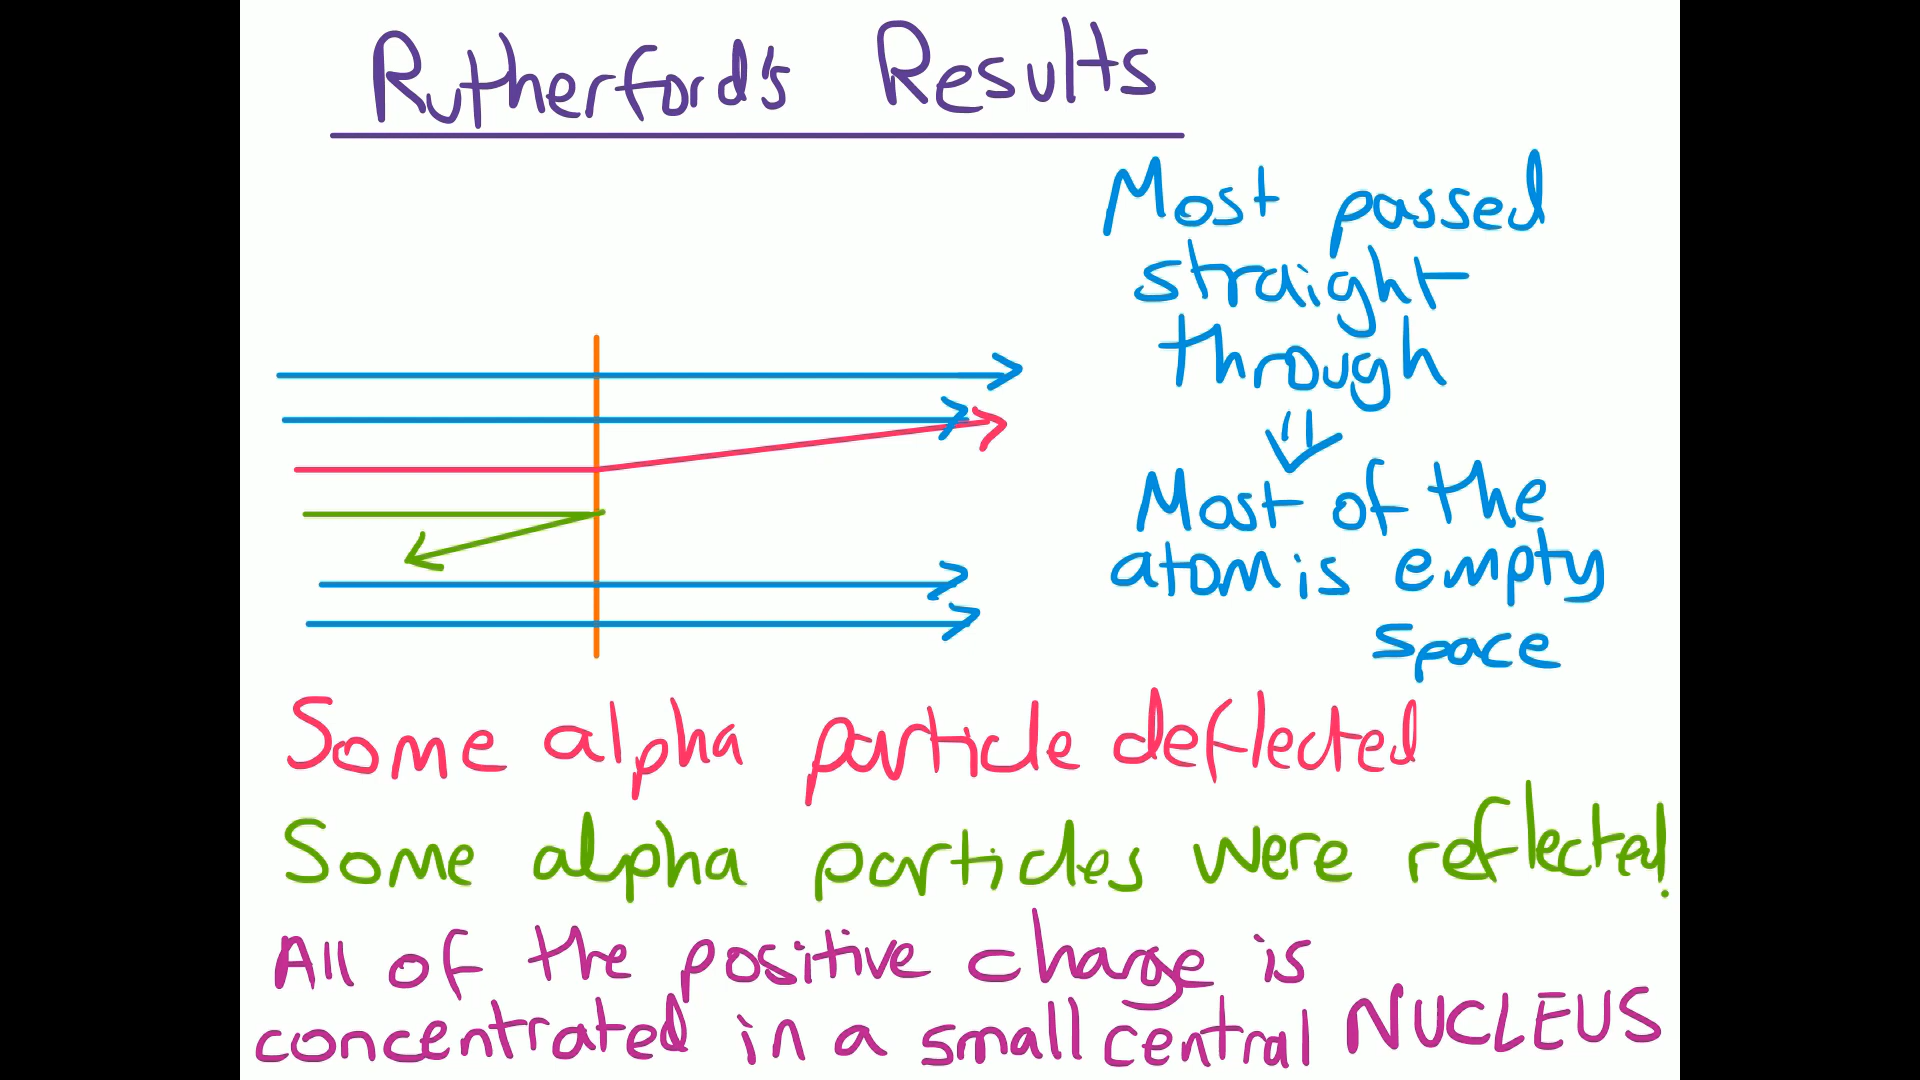 Rutherford's Results
Most passed
straight
through
Most of the
atom is empty
space
Some alpha particle deflected
Some alpha particles were reflected.
All of the positive charge is
concentrated in a small central NUCLEUS